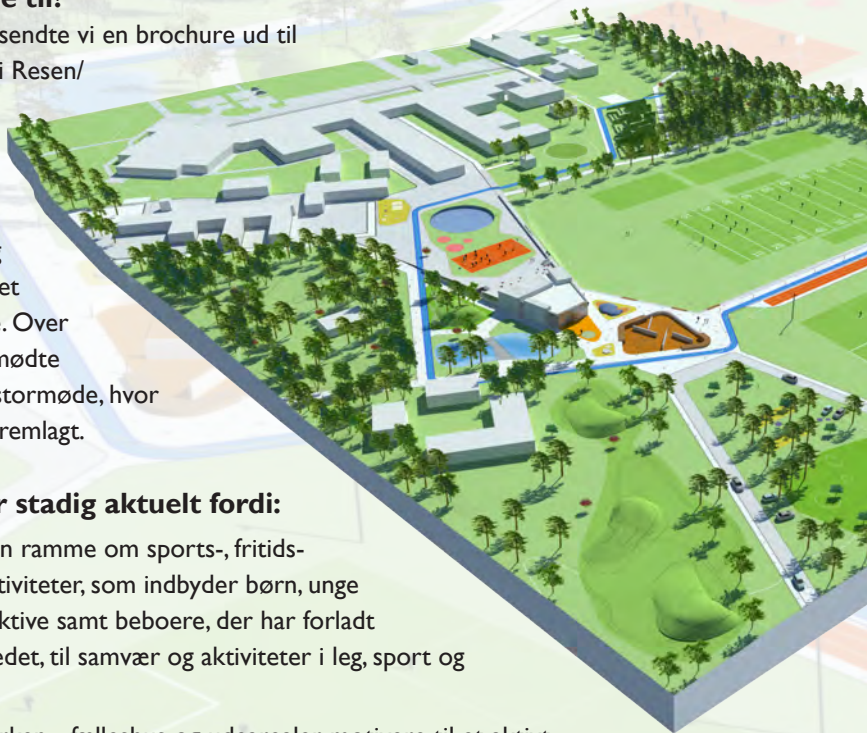 sendte vi en brochure ud til
i Resen/
et
. Over
mødte
stormøde, hvor
remlagt.
r stadig aktuelt fordi:
n ramme om sports-, fritids-
tiviteter, som indbyder børn, unge
ktive samt beboere, der har forladt
edet, til samvær og aktiviteter i leg, sport og